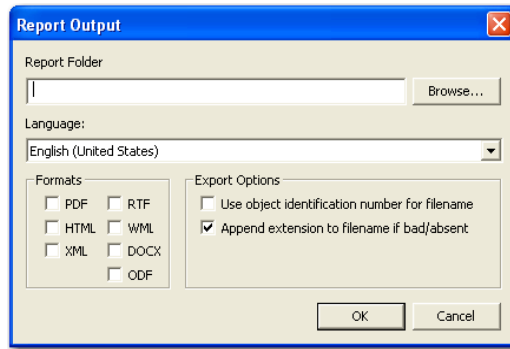 Report Output
Report Folder
Browse...
Language:
English (United States)
Formats
Export Options
PDF RTF
Use object identification number for filename
HTML WML
Append extension to filename if bad/absent
XML DOCX
ODF
OK Cancel